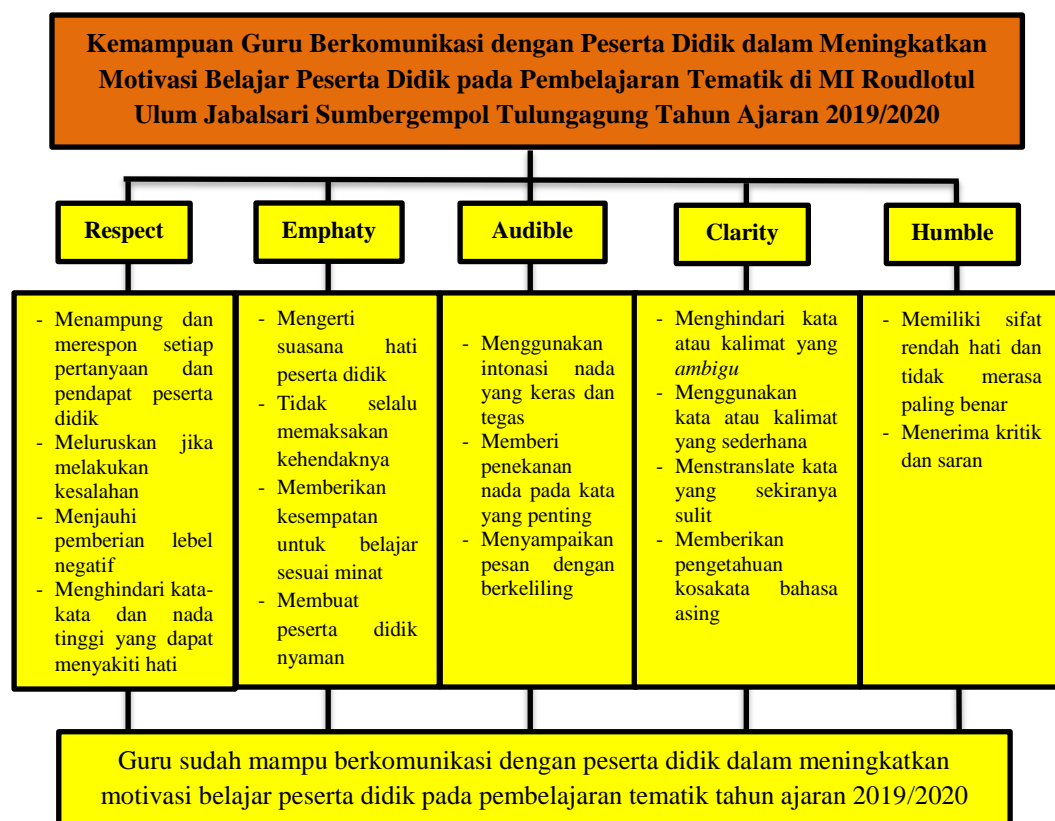 Kemampuan Guru Berkomunikasi dengan Peserta Didik dalam Meningkatkan
Motivasi Belajar Peserta Didik pada Pembelajaran Tematik di MI Roudlotul
Ulum Jabalsari Sumbergempol Tulungagung Tahun Ajaran 2019/2020
Respect
Emphaty
Audible
Clarity
Humble
- Menampung dan
merespon setiap
pertanyaan dan
pendapat peserta
didik
- Meluruskan jika
melakukan
kesalahan
- Menjauhi
pemberian lebel
negatif
- Menghindari kata-
kata dan nada
tinggi yang dapat
menyakiti hati
- Mengerti
suasana hati
peserta didik
- Tidak selalu
memaksakan
kehendaknya
- Memberikan
kesempatan
untuk belajar
sesuai minat
- Membuat
peserta didik
nyaman
- Menggunakan
intonasi nada
yang keras dan
tegas
- Memberi
penekanan
nada pada kata
yang penting
- Menyampaikan
pesan dengan
berkeliling
- Menghindari kata
atau kalimat yang
ambigu
- Menggunakan
kata atau kalimat
yang sederhana
- Menstranslate kata
yang sekiranya
sulit
- Memberikan
pengetahuan
kosakata bahasa
asing
- Memiliki sifat
rendah hati dan
tidak merasa
paling benar
- Menerima kritik
dan saran
Guru sudah mampu berkomunikasi dengan peserta didik dalam meningkatkan
motivasi belajar peserta didik pada pembelajaran tematik tahun ajaran 2019/2020